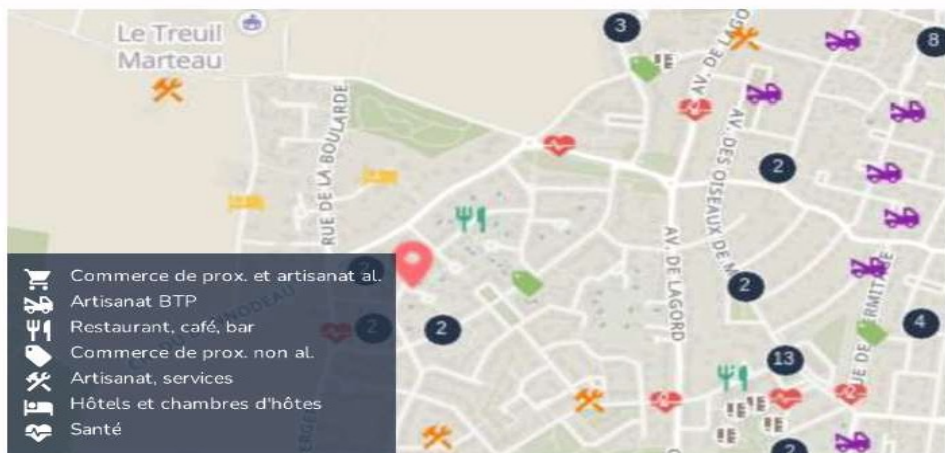 Le Treuil
Marteau
3
8
AV. DE LAGO
RUE DE LA BOULARDE
AV. DES OISEAUX DE M
2
AV. DE LAGORD
2
2
2
2
4
13
2
RUE DE
ERMITAGE
Commerce de prox. et artisanat al.
Artisanat BTP
Restaurant, café, bar
Commerce de prox. non al.
Artisanat, services
Hôtels et chambres d'hôtes
Santé